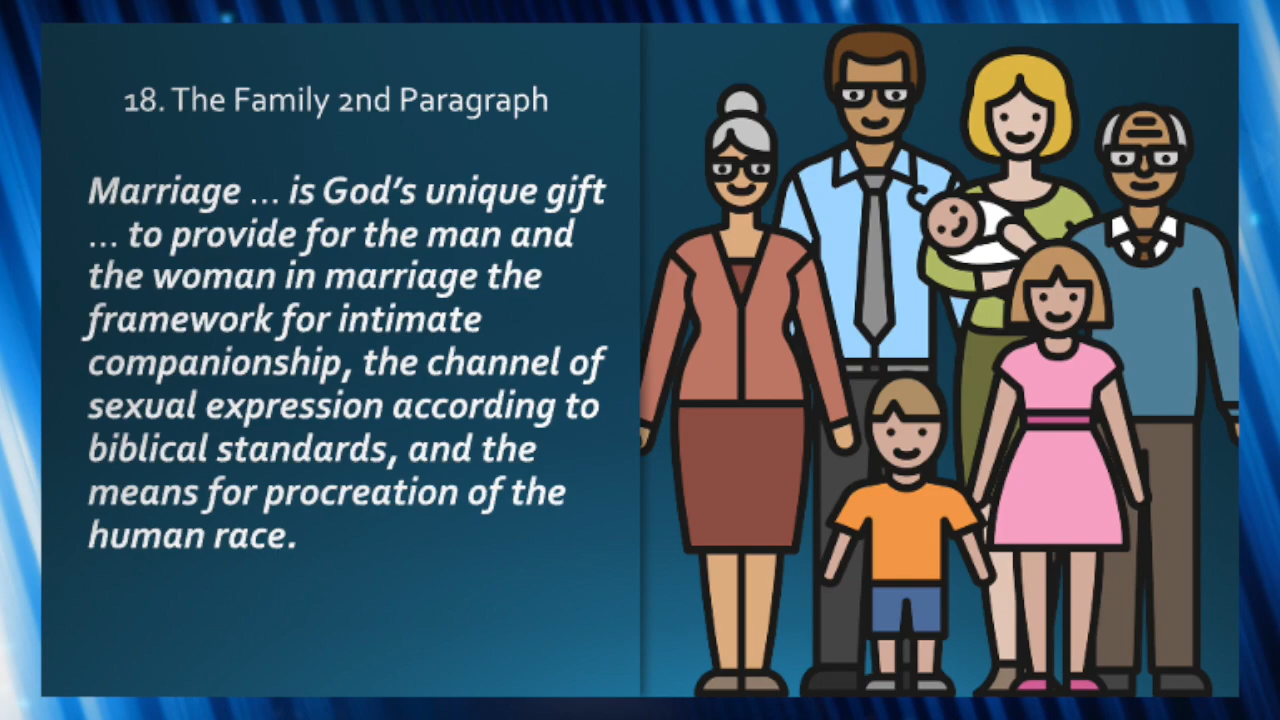 18. The Family 2nd Paragraph
Marriage ... is God's unique gift
... to provide for the man and
the woman in marriage the
framework for intimate
companionship, the channel of
sexual expression according to
biblical standards, and the
means for procreation of the
human race.